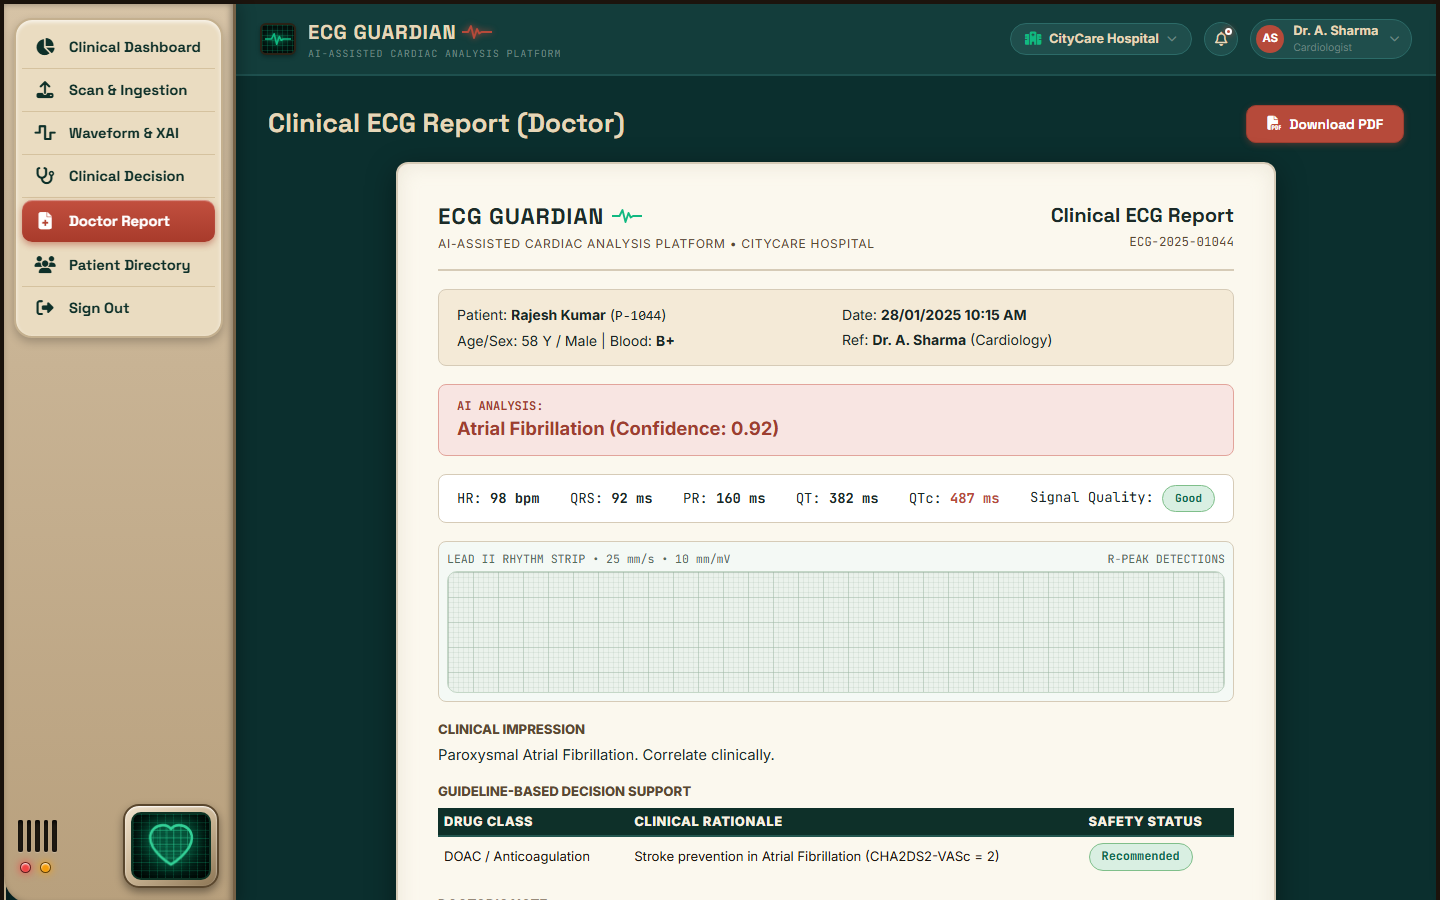 Clinical Dashboard
Scan & Ingestion
Waveform & XAI
Clinical Decision
Doctor Report
Patient Directory
Sign Out
ECG GUARDIAN
AI-ASSISTED CARDIAC ANALYSIS PLATFORM
CityCare Hospital
AS
Dr. A. Sharma
Cardiologist
Clinical ECG Report (Doctor)
PDF
Download PDF
ECG GUARDIAN
AI-ASSISTED CARDIAC ANALYSIS PLATFORM • CITYCARE HOSPITAL
Clinical ECG Report
ECG-2025-01044
Patient: Rajesh Kumar (P-1044)
Age/Sex: 58 Y / Male | Blood: B+
Date: 28/01/2025 10:15 AM
Ref: Dr. A. Sharma (Cardiology)
AI ANALYSIS:
Atrial Fibrillation (Confidence: 0.92)
HR: 98 bpm QRS: 92 ms PR: 160 ms QT: 382 ms QTc: 487 ms Signal Quality: Good
LEAD II RHYTHM STRIP • 25 mm/s • 10 mm/mV R-PEAK DETECTIONS
CLINICAL IMPRESSION
Paroxysmal Atrial Fibrillation. Correlate clinically.
GUIDELINE-BASED DECISION SUPPORT
DRUG CLASS CLINICAL RATIONALE SAFETY STATUS
DOAC / Anticoagulation Stroke prevention in Atrial Fibrillation (CHA2DS2-VASc = 2) Recommended